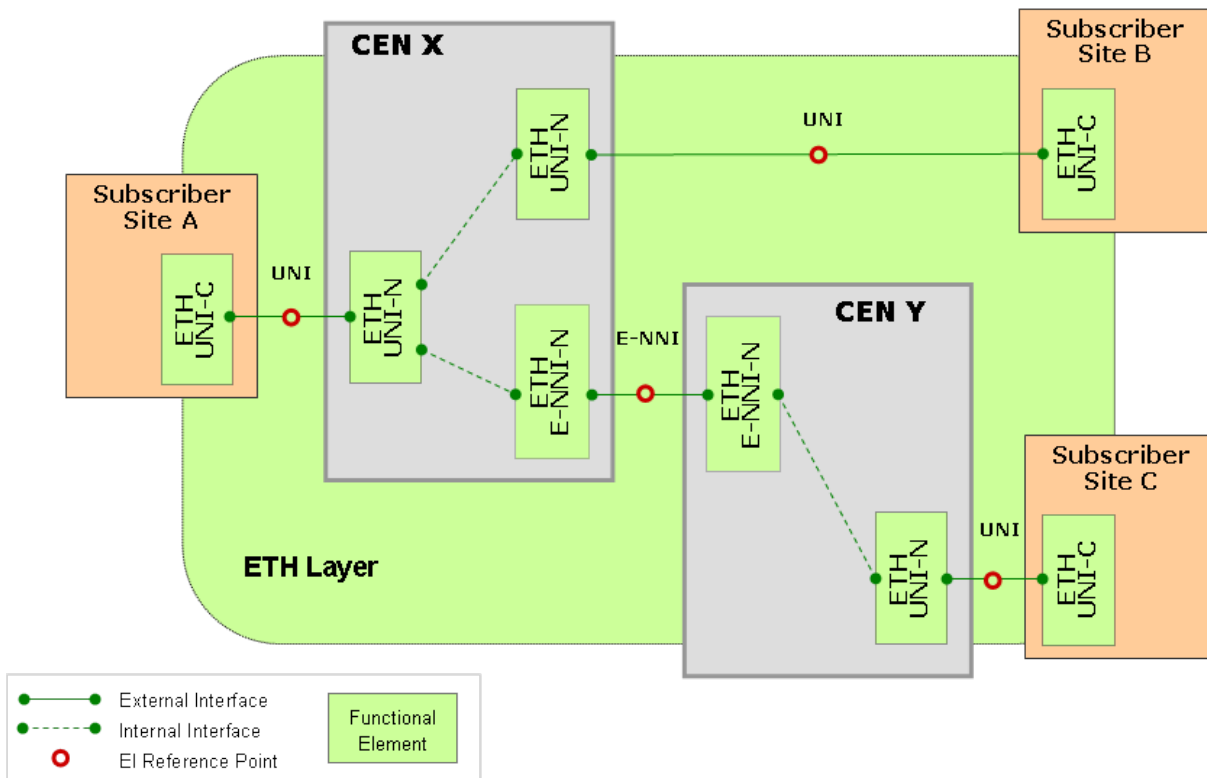 CEN X
Subscriber
Site B
UNI
ETH
UNI-N
ETH
UNI-C
Subscriber
Site A
UNI
ETH
UNI-C
ETH
UNI-N
ETH
E-NNI-N
E-NNI
CEN Y
ETH
E-NNI-N
Subscriber
Site C
UNI
ETH
UNI-N
ETH
UNI-C
ETH Layer
External Interface
Internal Interface
EI Reference Point
Functional
Element